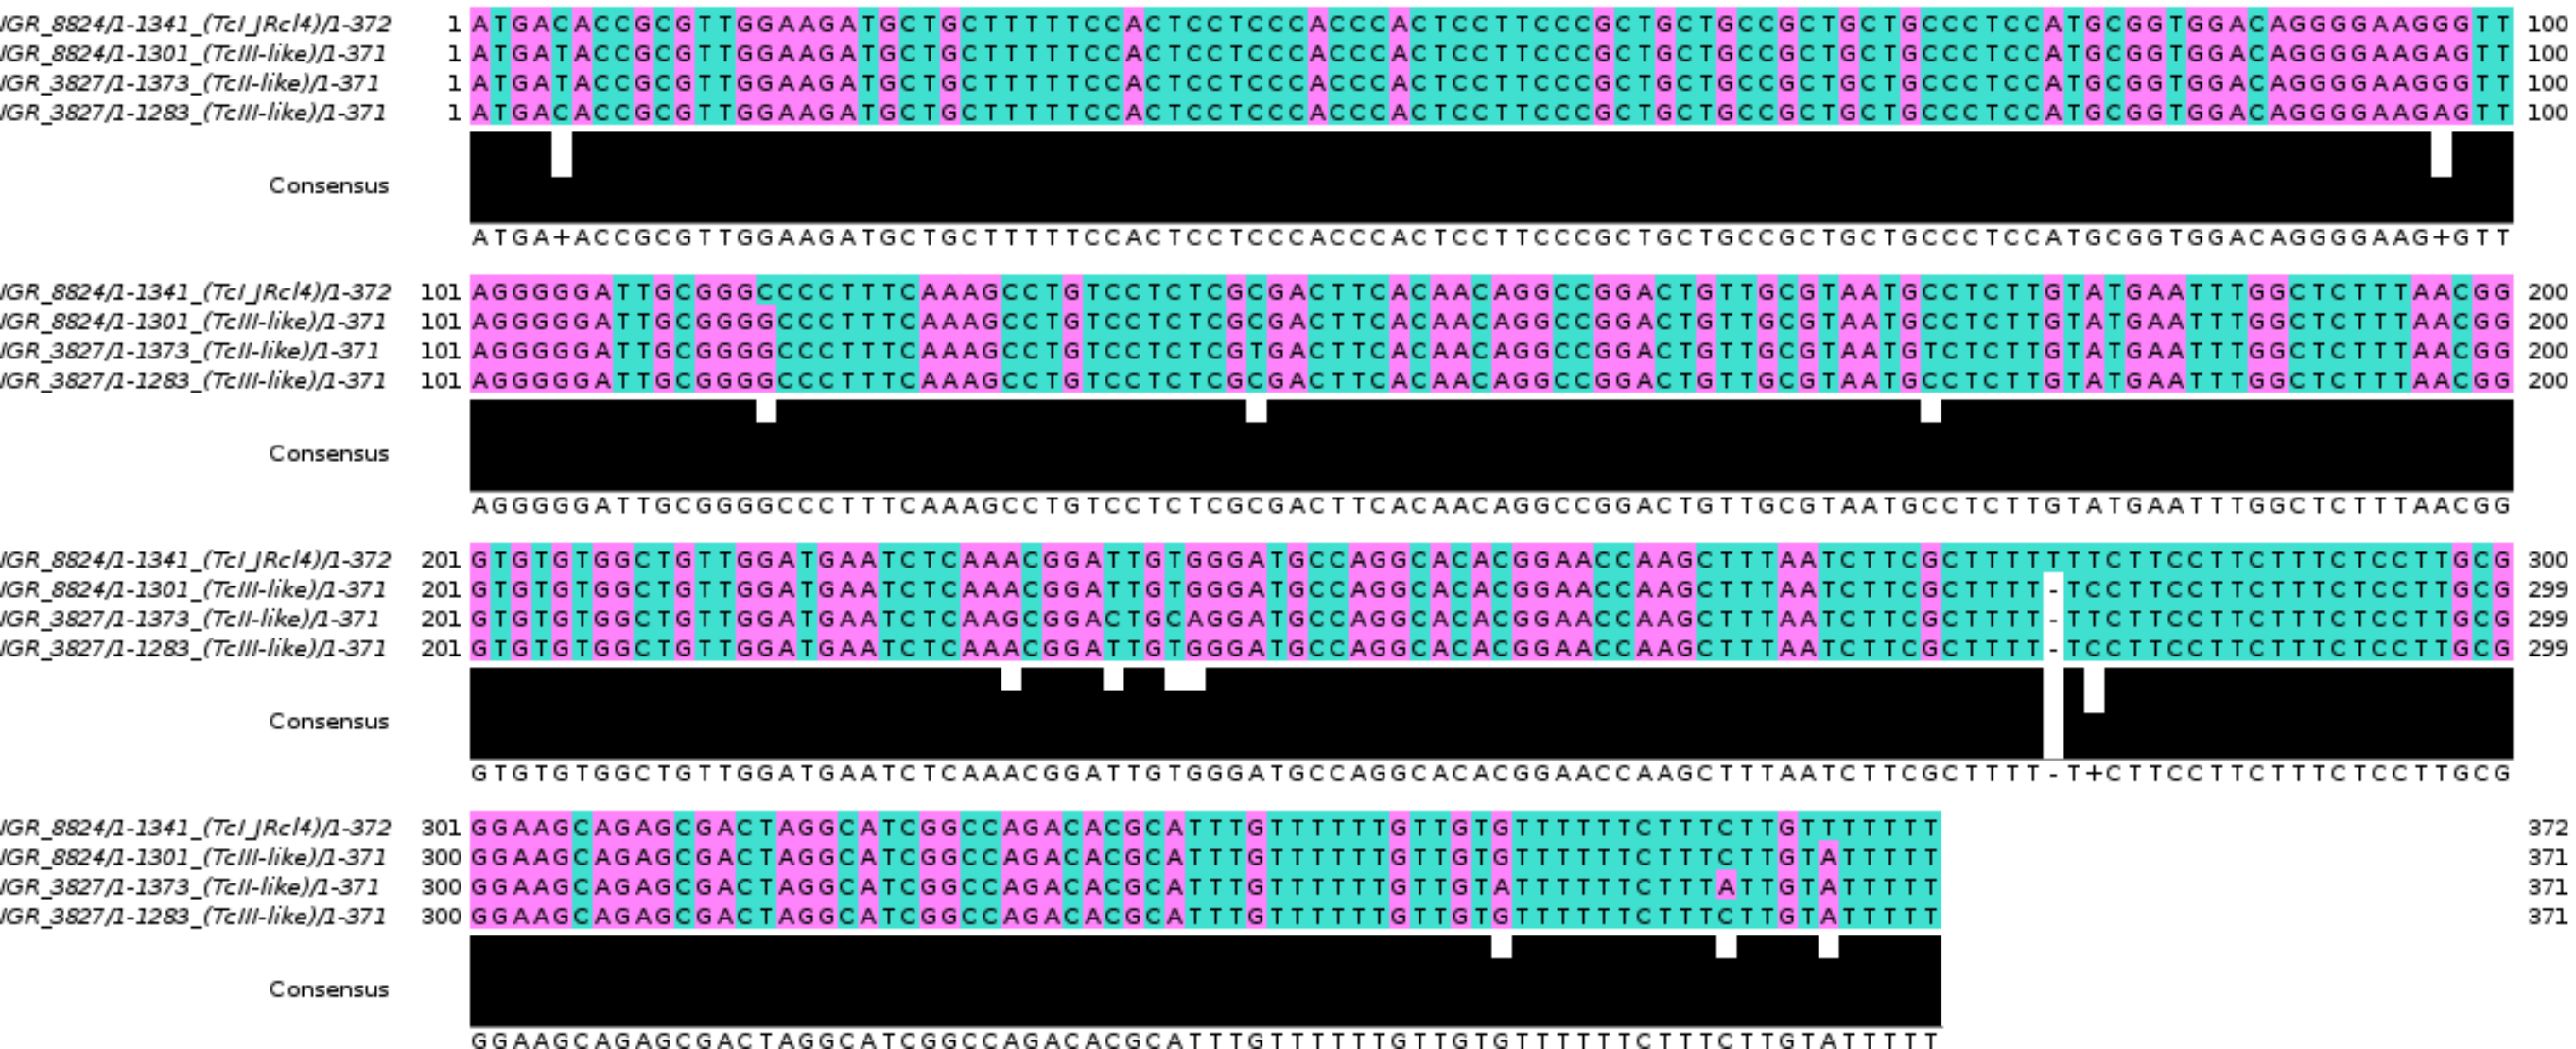 IGR_8824/1-1341_(TcI_JRcl4)/1-372 1 ATGACACCGCGTTGGAAGATGCTGCTTTTTCCACTCCTCCCACCCACTCCTTCCCGCTGCTGCCGCTGCTGCCCTCCATGCGGTGGACAGGGGAAGGGTT 100
IGR_8824/1-1301_(TcIII-like)/1-371 1 ATGATACCGCGTTGGAAGATGCTGCTTTTTCCACTCCTCCCACCCACTCCTTCCCGCTGCTGCCGCTGCTGCCCTCCATGCGGTGGACAGGGGAAGAGTT 100
IGR_3827/1-1373_(TcII-like)/1-371 1 ATGATACCGCGTTGGAAGATGCTGCTTTTTCCACTCCTCCCACCCACTCCTTCCCGCTGCTGCCGCTGCTGCCCTCCATGCGGTGGACAGGGGAAGGGTT 100
IGR_3827/1-1283_(TcIII-like)/1-371 1 ATGACACCGCGTTGGAAGATGCTGCTTTTTCCACTCCTCCCACCCACTCCTTCCCGCTGCTGCCGCTGCTGCCCTCCATGCGGTGGACAGGGGAAGAGTT 100
Consensus
ATGA+ACCGCGTTGGAAGATGCTGCTTTTTCCACTCCTCCCACCCACTCCTTCCCGCTGCTGCCGCTGCTGCCCTCCATGCGGTGGACAGGGGAAG+GTT
IGR_8824/1-1341_(TcI_JRcl4)/1-372 101 AGGGGGATTGCGGGCCCCTTTCAAAGCCTGTCCTCTCGCGACTTCACAACAGGCCGGACTGTTGCGTAATGCCTCTTGTATGAATTTGGCTCTTTAACGG 200
IGR_8824/1-1301_(TcIII-like)/1-371 101 AGGGGGATTGCGGGGCCCTTTCAAAGCCTGTCCTCTCGCGACTTCACAACAGGCCGGACTGTTGCGTAATGCCTCTTGTATGAATTTGGCTCTTTAACGG 200
IGR_3827/1-1373_(TcII-like)/1-371 101 AGGGGGATTGCGGGGCCCTTTCAAAGCCTGTCCTCTCGTGACTTCACAACAGGCCGGACTGTTGCGTAATGTCTCTTGTATGAATTTGGCTCTTTAACGG 200
IGR_3827/1-1283_(TcIII-like)/1-371 101 AGGGGGATTGCGGGGCCCTTTCAAAGCCTGTCCTCTCGCGACTTCACAACAGGCCGGACTGTTGCGTAATGCCTCTTGTATGAATTTGGCTCTTTAACGG 200
Consensus
AGGGGGATTGCGGGGCCCTTTCAAAGCCTGTCCTCTCGCGACTTCACAACAGGCCGGACTGTTGCGTAATGCCTCTTGTATGAATTTGGCTCTTTAACGG
IGR_8824/1-1341_(TcI_JRcl4)/1-372 201 GTGTGTGGCTGTTGGATGAATCTCAAACGGATTGTGGGATGCCAGGCACACGGAACCAAGCTTTAATCTTCGCTTTTTTTCTTCCTTCTTTCTCCTTGCG 300
IGR_8824/1-1301_(TcIII-like)/1-371 201 GTGTGTGGCTGTTGGATGAATCTCAAACGGATTGTGGGATGCCAGGCACACGGAACCAAGCTTTAATCTTCGCTTTT-TCCTTCCTTCTTTCTCCTTGCG 299
IGR_3827/1-1373_(TcII-like)/1-371 201 GTGTGTGGCTGTTGGATGAATCTCAAGCGGACTGCAGGATGCCAGGCACACGGAACCAAGCTTTAATCTTCGCTTTT-TTCTTCCTTCTTTCTCCTTGCG 299
IGR_3827/1-1283_(TcIII-like)/1-371 201 GTGTGTGGCTGTTGGATGAATCTCAAACGGATTGTGGGATGCCAGGCACACGGAACCAAGCTTTAATCTTCGCTTTT-TCCTTCCTTCTTTCTCCTTGCG 299
Consensus
GTGTGTGGCTGTTGGATGAATCTCAAACGGATTGTGGGATGCCAGGCACACGGAACCAAGCTTTAATCTTCGCTTTT-T+CTTCCTTCTTTCTCCTTGCG
IGR_8824/1-1341_(TcI_JRcl4)/1-372 301 GGAAGCAGAGCGACTAGGCATCGGCCAGACACGCATTTGTTTTTTGTTGTGTTTTTTCTTTCTTGTTTTTTT 372
IGR_8824/1-1301_(TcIII-like)/1-371 300 GGAAGCAGAGCGACTAGGCATCGGCCAGACACGCATTTGTTTTTTGTTGTGTTTTTTCTTTCTTGTATTTTT 371
IGR_3827/1-1373_(TcII-like)/1-371 300 GGAAGCAGAGCGACTAGGCATCGGCCAGACACGCATTTGTTTTTTGTTGTATTTTTTCTTTATTGTATTTTT 371
IGR_3827/1-1283_(TcIII-like)/1-371 300 GGAAGCAGAGCGACTAGGCATCGGCCAGACACGCATTTGTTTTTTGTTGTGTTTTTTCTTTCTTGTATTTTT 371
Consensus
GGAAGCAGAGCGACTAGGCATCGGCCAGACACGCATTTGTTTTTTGTTGTGTTTTTTCTTTCTTGTATTTTT